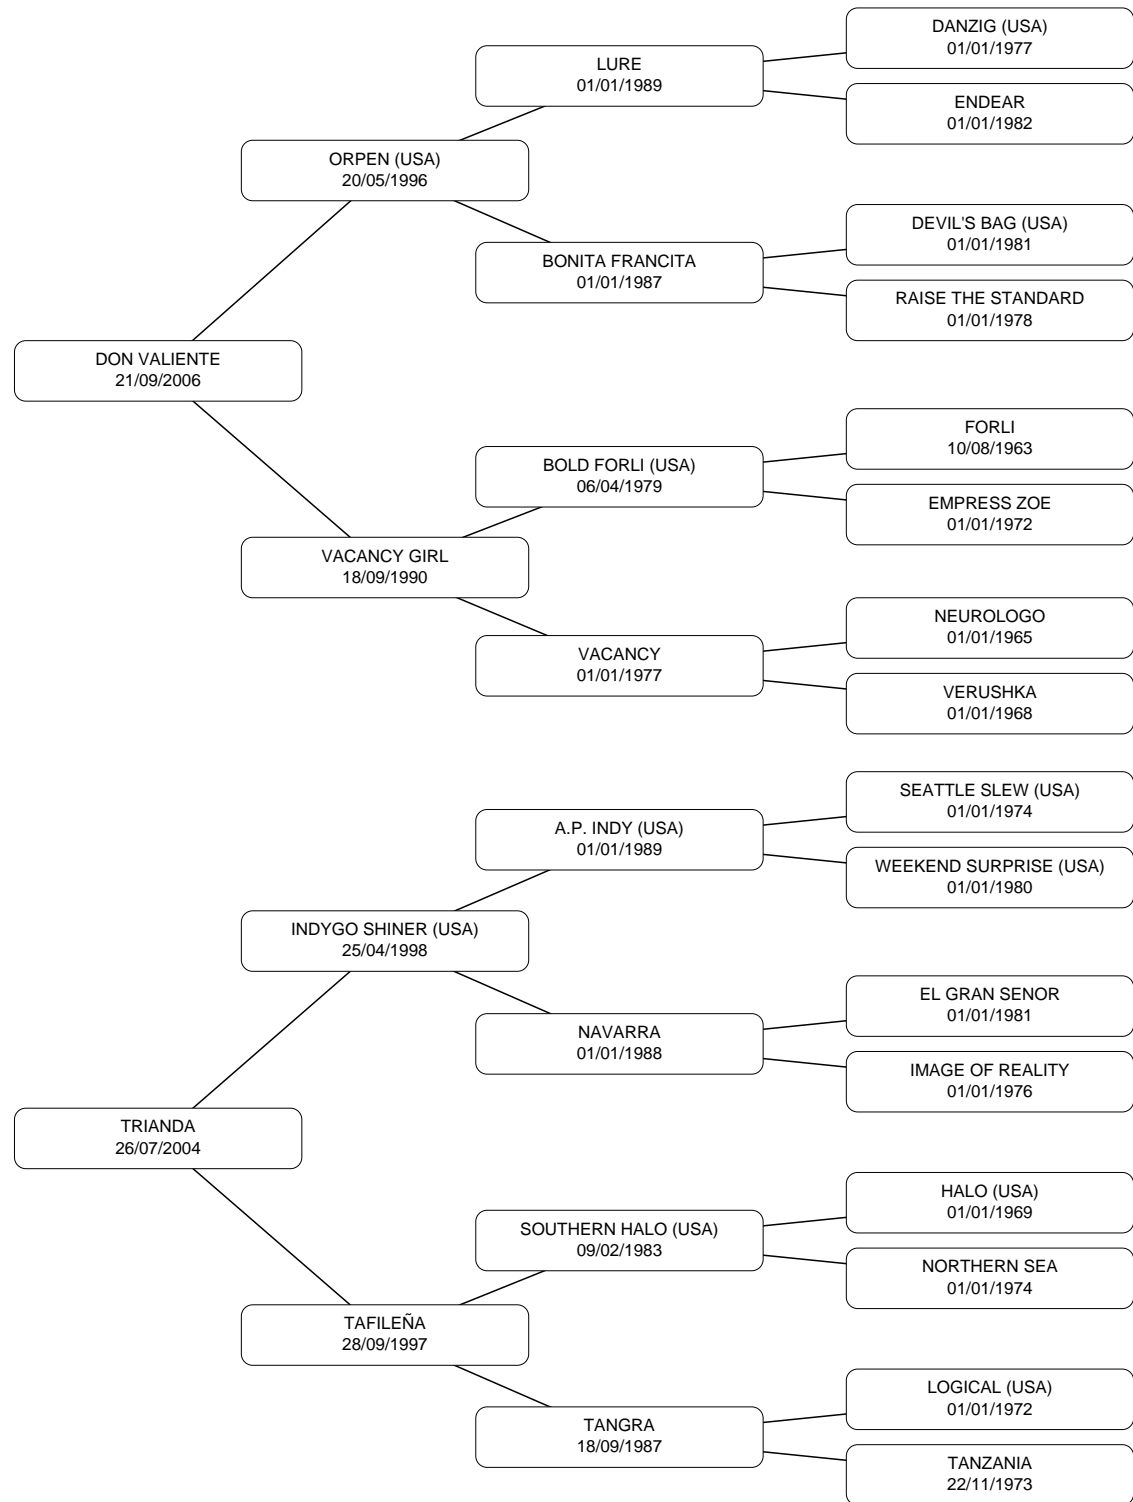 DANZIG (USA)
01/01/1977
LURE
01/01/1989
ENDEAR
01/01/1982
ORPEN (USA)
20/05/1996
DEVIL'S BAG (USA)
01/01/1981
BONITA FRANCITA
01/01/1987
RAISE THE STANDARD
01/01/1978
DON VALIENTE
21/09/2006
FORLI
10/08/1963
BOLD FORLI (USA)
06/04/1979
EMPRESS ZOE
01/01/1972
VACANCY GIRL
18/09/1990
NEUROLOGO
01/01/1965
VACANCY
01/01/1977
VERUSHKA
01/01/1968
SEATTLE SLEW (USA)
01/01/1974
A.P. INDY (USA)
01/01/1989
WEEKEND SURPRISE (USA)
01/01/1980
INDYGO SHINER (USA)
25/04/1998
EL GRAN SENOR
01/01/1981
NAVARRA
01/01/1988
IMAGE OF REALITY
01/01/1976
TRIANDA
26/07/2004
HALO (USA)
01/01/1969
SOUTHERN HALO (USA)
09/02/1983
NORTHERN SEA
01/01/1974
TAFILEÑA
28/09/1997
LOGICAL (USA)
01/01/1972
TANGRA
18/09/1987
TANZANIA
22/11/1973